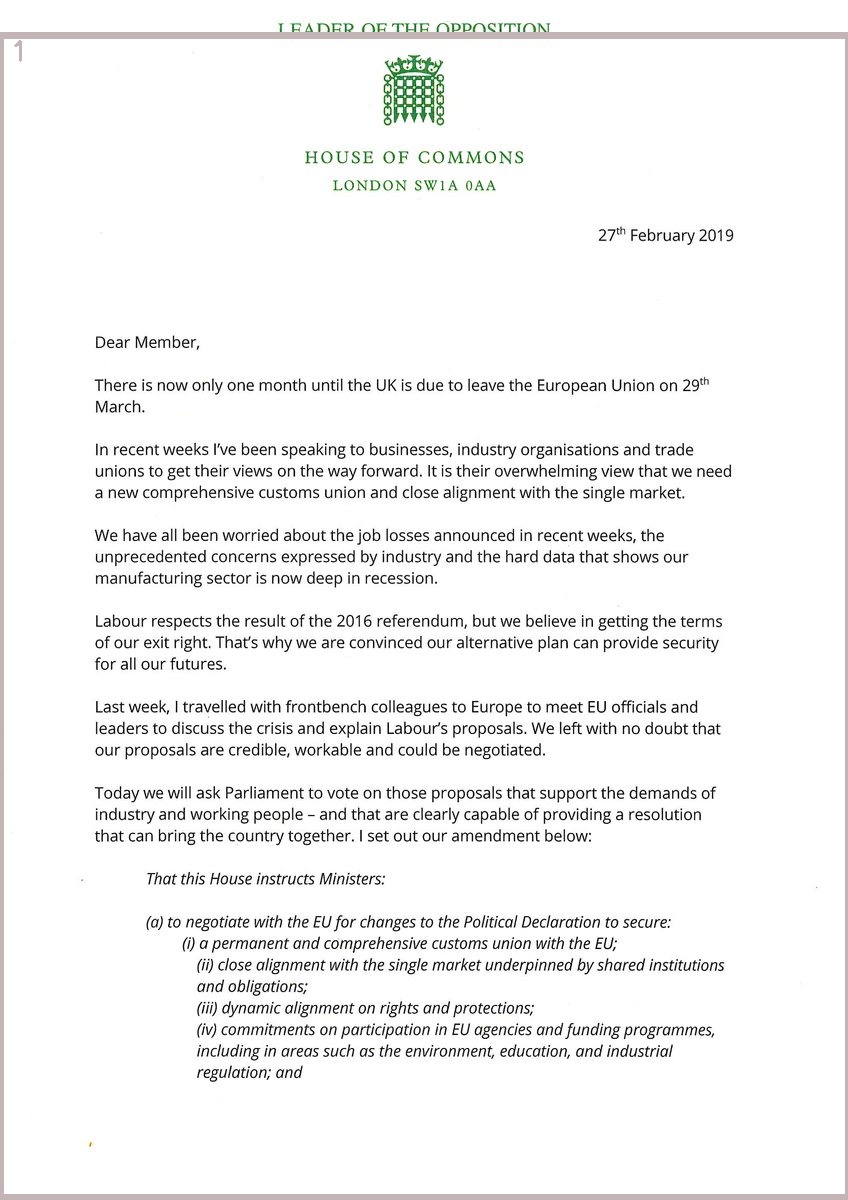 LEADER OF THE OPPOSITION
1
HOUSE OF COMMONS
LONDON SW1A 0AA
27th February 2019
Dear Member,
There is now only one month until the UK is due to leave the European Union on 29th
March.
In recent weeks I’ve been speaking to businesses, industry organisations and trade
unions to get their views on the way forward. It is their overwhelming view that we need
a new comprehensive customs union and close alignment with the single market.
We have all been worried about the job losses announced in recent weeks, the
unprecedented concerns expressed by industry and the hard data that shows our
manufacturing sector is now deep in recession.
Labour respects the result of the 2016 referendum, but we believe in getting the terms
of our exit right. That’s why we are convinced our alternative plan can provide security
for all our futures.
Last week, I travelled with frontbench colleagues to Europe to meet EU officials and
leaders to discuss the crisis and explain Labour’s proposals. We left with no doubt that
our proposals are credible, workable and could be negotiated.
Today we will ask Parliament to vote on those proposals that support the demands of
industry and working people – and that are clearly capable of providing a resolution
that can bring the country together. I set out our amendment below:
That this House instructs Ministers:
(a) to negotiate with the EU for changes to the Political Declaration to secure:
(i) a permanent and comprehensive customs union with the EU;
(ii) close alignment with the single market underpinned by shared institutions
and obligations;
(iii) dynamic alignment on rights and protections;
(iv) commitments on participation in EU agencies and funding programmes,
including in areas such as the environment, education, and industrial
regulation; and